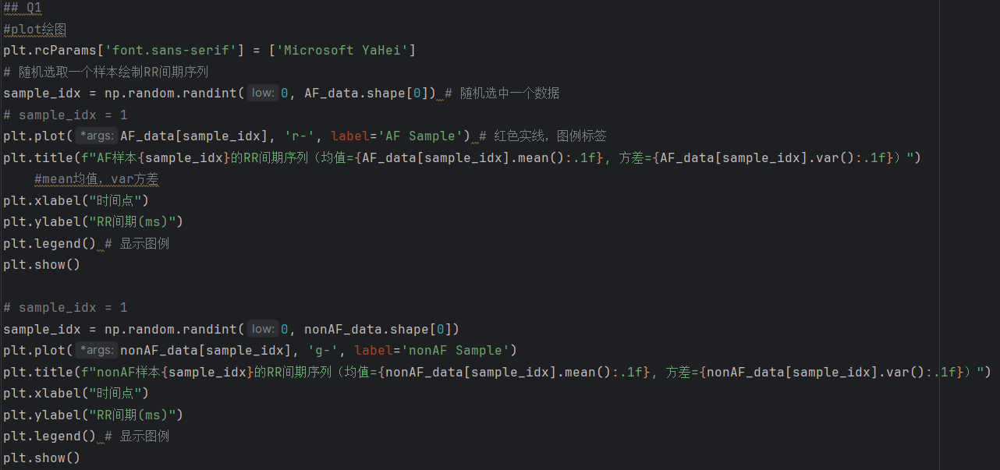 ## Q1
#plot绘图
plt.rcParams['font.sans-serif'] = ['Microsoft YaHei']
# 随机选取一个样本绘制RR间期序列
sample_idx = np.random.randint( low: 0, AF_data.shape[0]) # 随机选中一个数据
# sample_idx = 1
plt.plot( *args: AF_data[sample_idx], 'r-', label='AF Sample') # 红色实线，图例标签
plt.title(f"AF样本{sample_idx}的RR间期序列（均值={AF_data[sample_idx].mean():.1f}, 方差={AF_data[sample_idx].var():.1f}）")
    #mean均值，var方差
plt.xlabel("时间点")
plt.ylabel("RR间期(ms)")
plt.legend() # 显示图例
plt.show()

# sample_idx = 1
sample_idx = np.random.randint( low: 0, nonAF_data.shape[0])
plt.plot( *args: nonAF_data[sample_idx], 'g-', label='nonAF Sample')
plt.title(f"nonAF样本{sample_idx}的RR间期序列（均值={nonAF_data[sample_idx].mean():.1f}, 方差={nonAF_data[sample_idx].var():.1f}）")
plt.xlabel("时间点")
plt.ylabel("RR间期(ms)")
plt.legend() # 显示图例
plt.show()